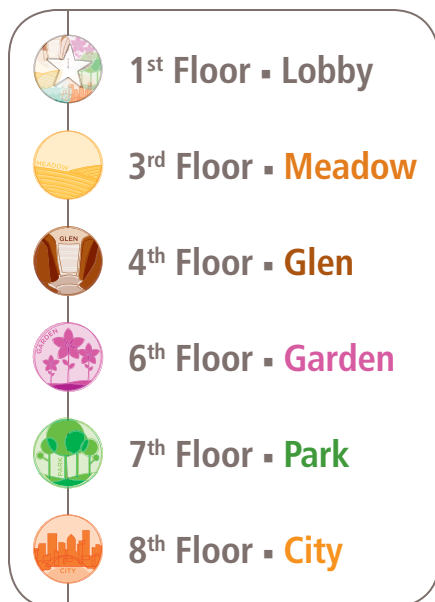 1st Floor ▪ Lobby
MEADOW
3rd Floor ▪ Meadow
GLEN
4th Floor ▪ Glen
GARDEN
6th Floor ▪ Garden
PARK
7th Floor ▪ Park
CITY
8th Floor ▪ City